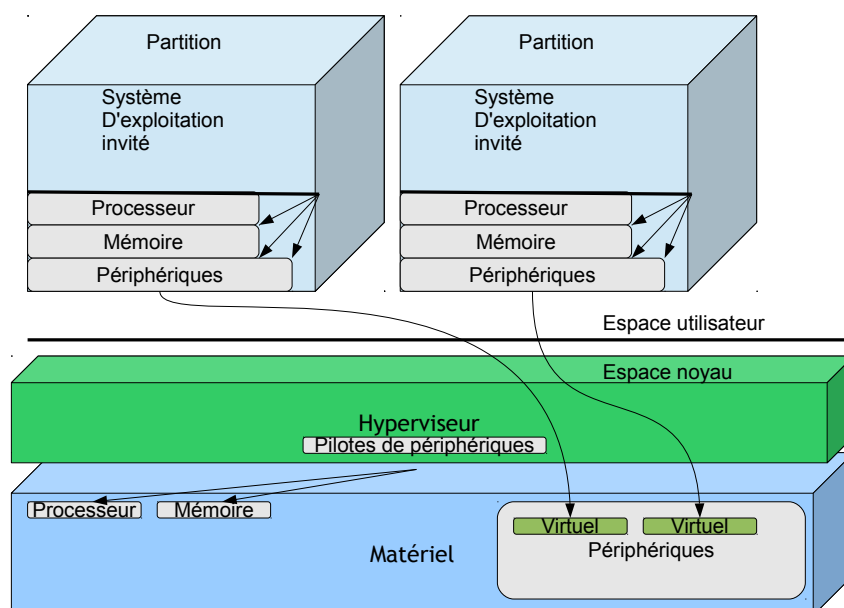 Partition
Système
D'exploitation
invité
Processeur
Mémoire
Périphériques
Partition
Système
D'exploitation
invité
Processeur
Mémoire
Périphériques
Espace utilisateur
Espace noyau
Hyperviseur
Pilotes de périphériques
Processeur
Mémoire
Virtuel
Virtuel
Périphériques
Matériel